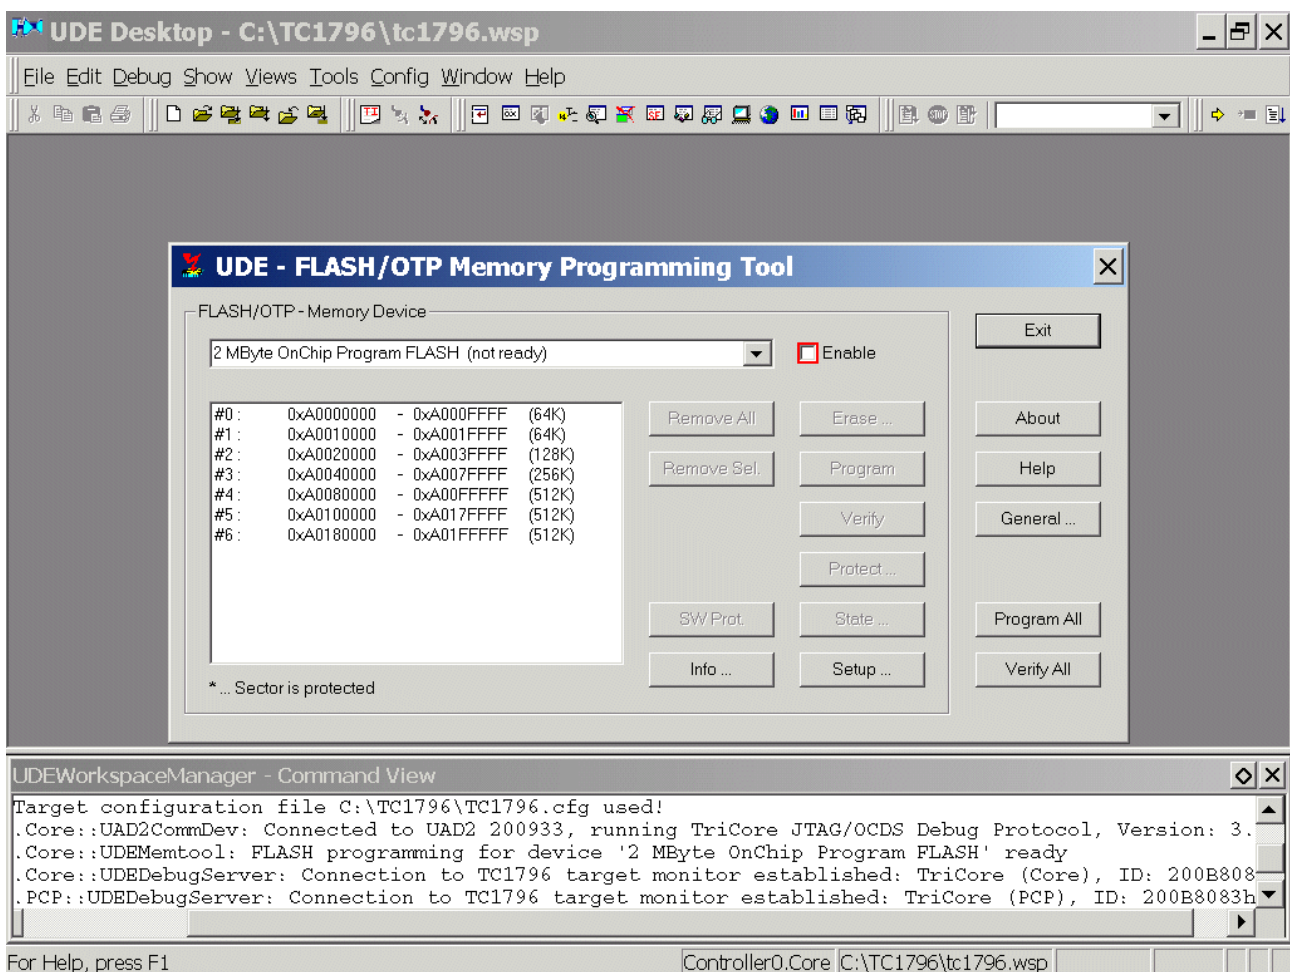 UDE Desktop - C:\TC1796\tc1796.wsp
File Edit Debug Show Views Tools Config Window Help
UDE - FLASH/OTP Memory Programming Tool
FLASH/OTP - Memory Device
Exit
2 MByte OnChip Program FLASH (not ready)
Enable
#0 : 0xA0000000 - 0xA000FFFF (64K)
#1 : 0xA0010000 - 0xA001FFFF (64K)
#2 : 0xA0020000 - 0xA003FFFF (128K)
#3 : 0xA0040000 - 0xA007FFFF (256K)
#4 : 0xA0080000 - 0xA00FFFFF (512K)
#5 : 0xA0100000 - 0xA017FFFF (512K)
#6 : 0xA0180000 - 0xA01FFFFF (512K)
Remove All Erase ... About
Remove Sel. Program Help
Verify General ...
Protect ...
SW Prot. State ... Program All
Info ... Setup ... Verify All
* ... Sector is protected
UDEWorkspaceManager - Command View
Target configuration file C:\TC1796\TC1796.cfg used!
.Core::UAD2CommDev: Connected to UAD2 200933, running TriCore JTAG/OCDS Debug Protocol, Version: 3.
.Core::UDEMemtool: FLASH programming for device '2 MByte OnChip Program FLASH' ready
.Core::UDEDebugServer: Connection to TC1796 target monitor established: TriCore (Core), ID: 200B808
.PCP::UDEDebugServer: Connection to TC1796 target monitor established: TriCore (PCP), ID: 200B8083h
For Help, press F1
Controller0.Core C:\TC1796\tc1796.wsp